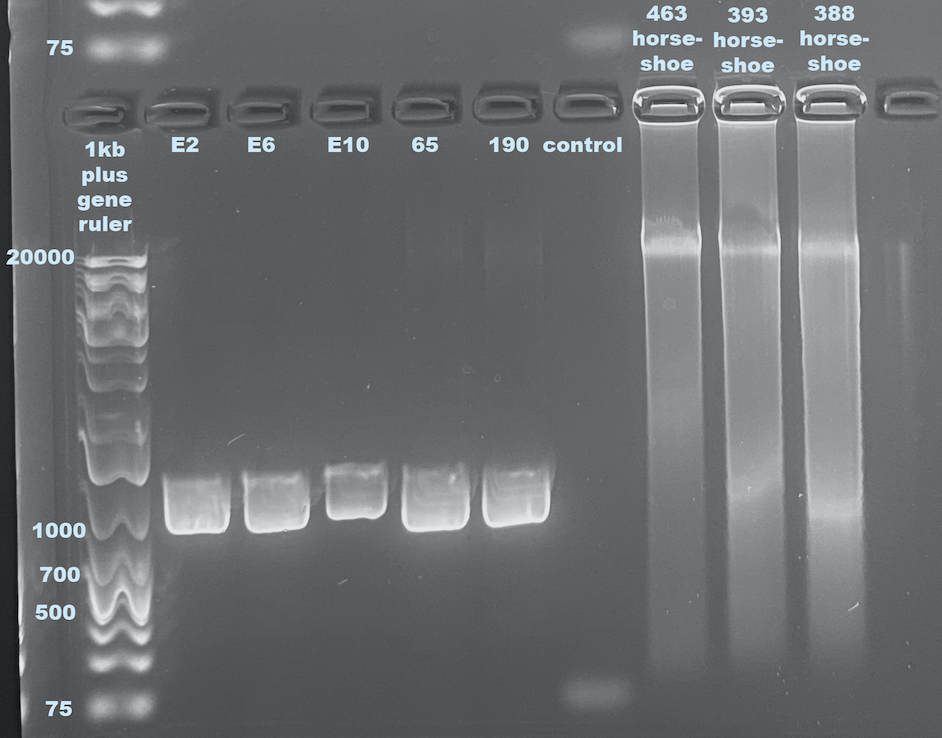 75
463
horse-
shoe
393
horse-
shoe
388
horse-
shoe
1kb
plus
gene
ruler
E2
E6
E10
65
190
control
20000
1000
700
500
75